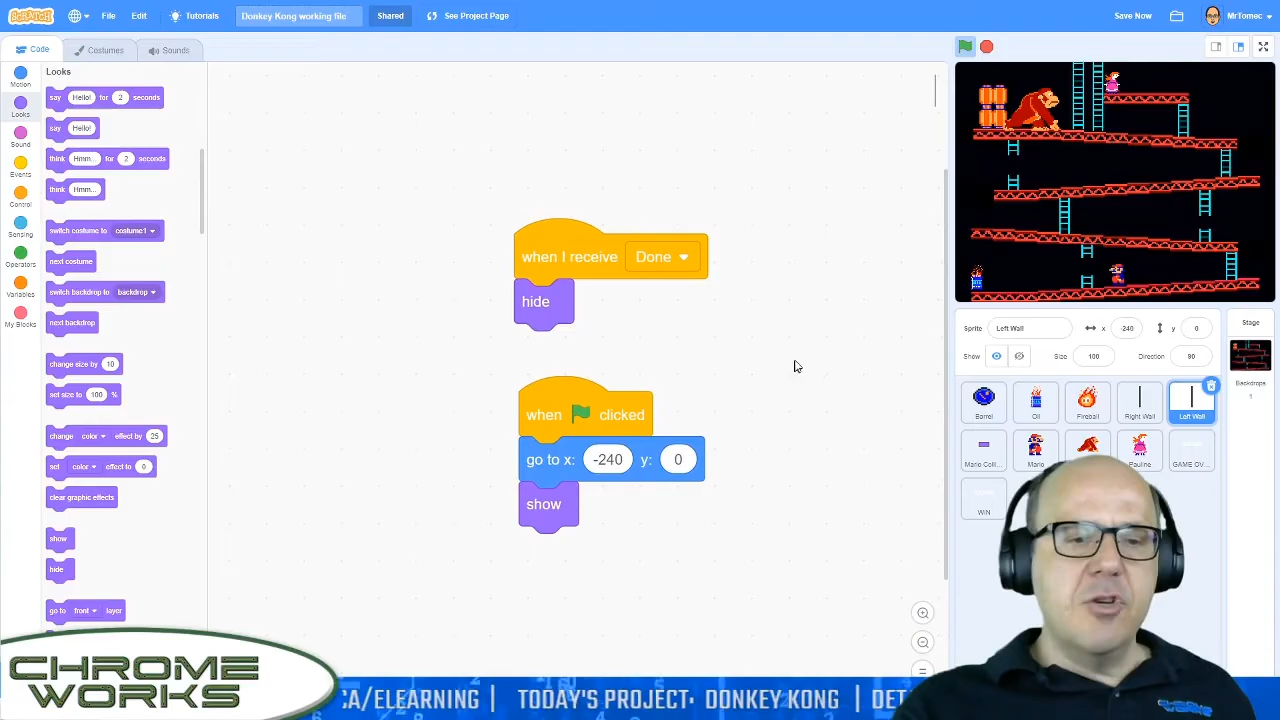 SCRATCH
File
Edit
Tutorials
Donkey Kong working file
Shared
See Project Page
Save Now
MrTomec
Code
Costumes
Sounds
Motion
Looks
Sound
Events
Control
Sensing
Operators
Variables
My Blocks
Looks
say Hello! for 2 seconds
say Hello!
think Hmm... for 2 seconds
think Hmm...
switch costume to costume1
next costume
switch backdrop to backdrop
next backdrop
change size by 10
set size to 100 %
change color effect by 25
set color effect to 0
clear graphic effects
show
hide
go to front layer
when I receive Done
hide
when clicked
go to x: -240 y: 0
show
Sprite Left Wall x -240 y 0
Show Size 100 Direction 90
Stage
Backdrops
1
Barrel
Oil
Fireball
Right Wall
Left Wall
Mario Colli...
Mario
Pauline
GAME OV...
WIN
CHROME
WORKS
CA/ELEARNING | TODAY'S PROJECT: DONKEY KONG | DET